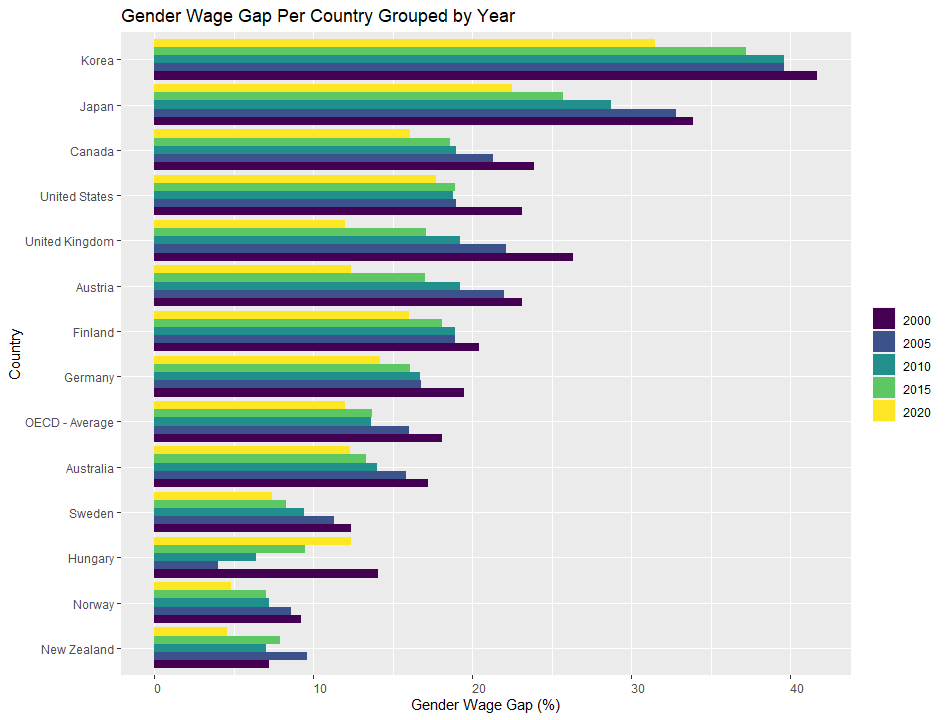 Gender Wage Gap Per Country Grouped by Year
Country
Korea
Japan
Canada
United States
United Kingdom
Austria
Finland
Germany
OECD - Average
Australia
Sweden
Hungary
Norway
New Zealand
0 10 20 30 40
Gender Wage Gap (%)
2000
2005
2010
2015
2020